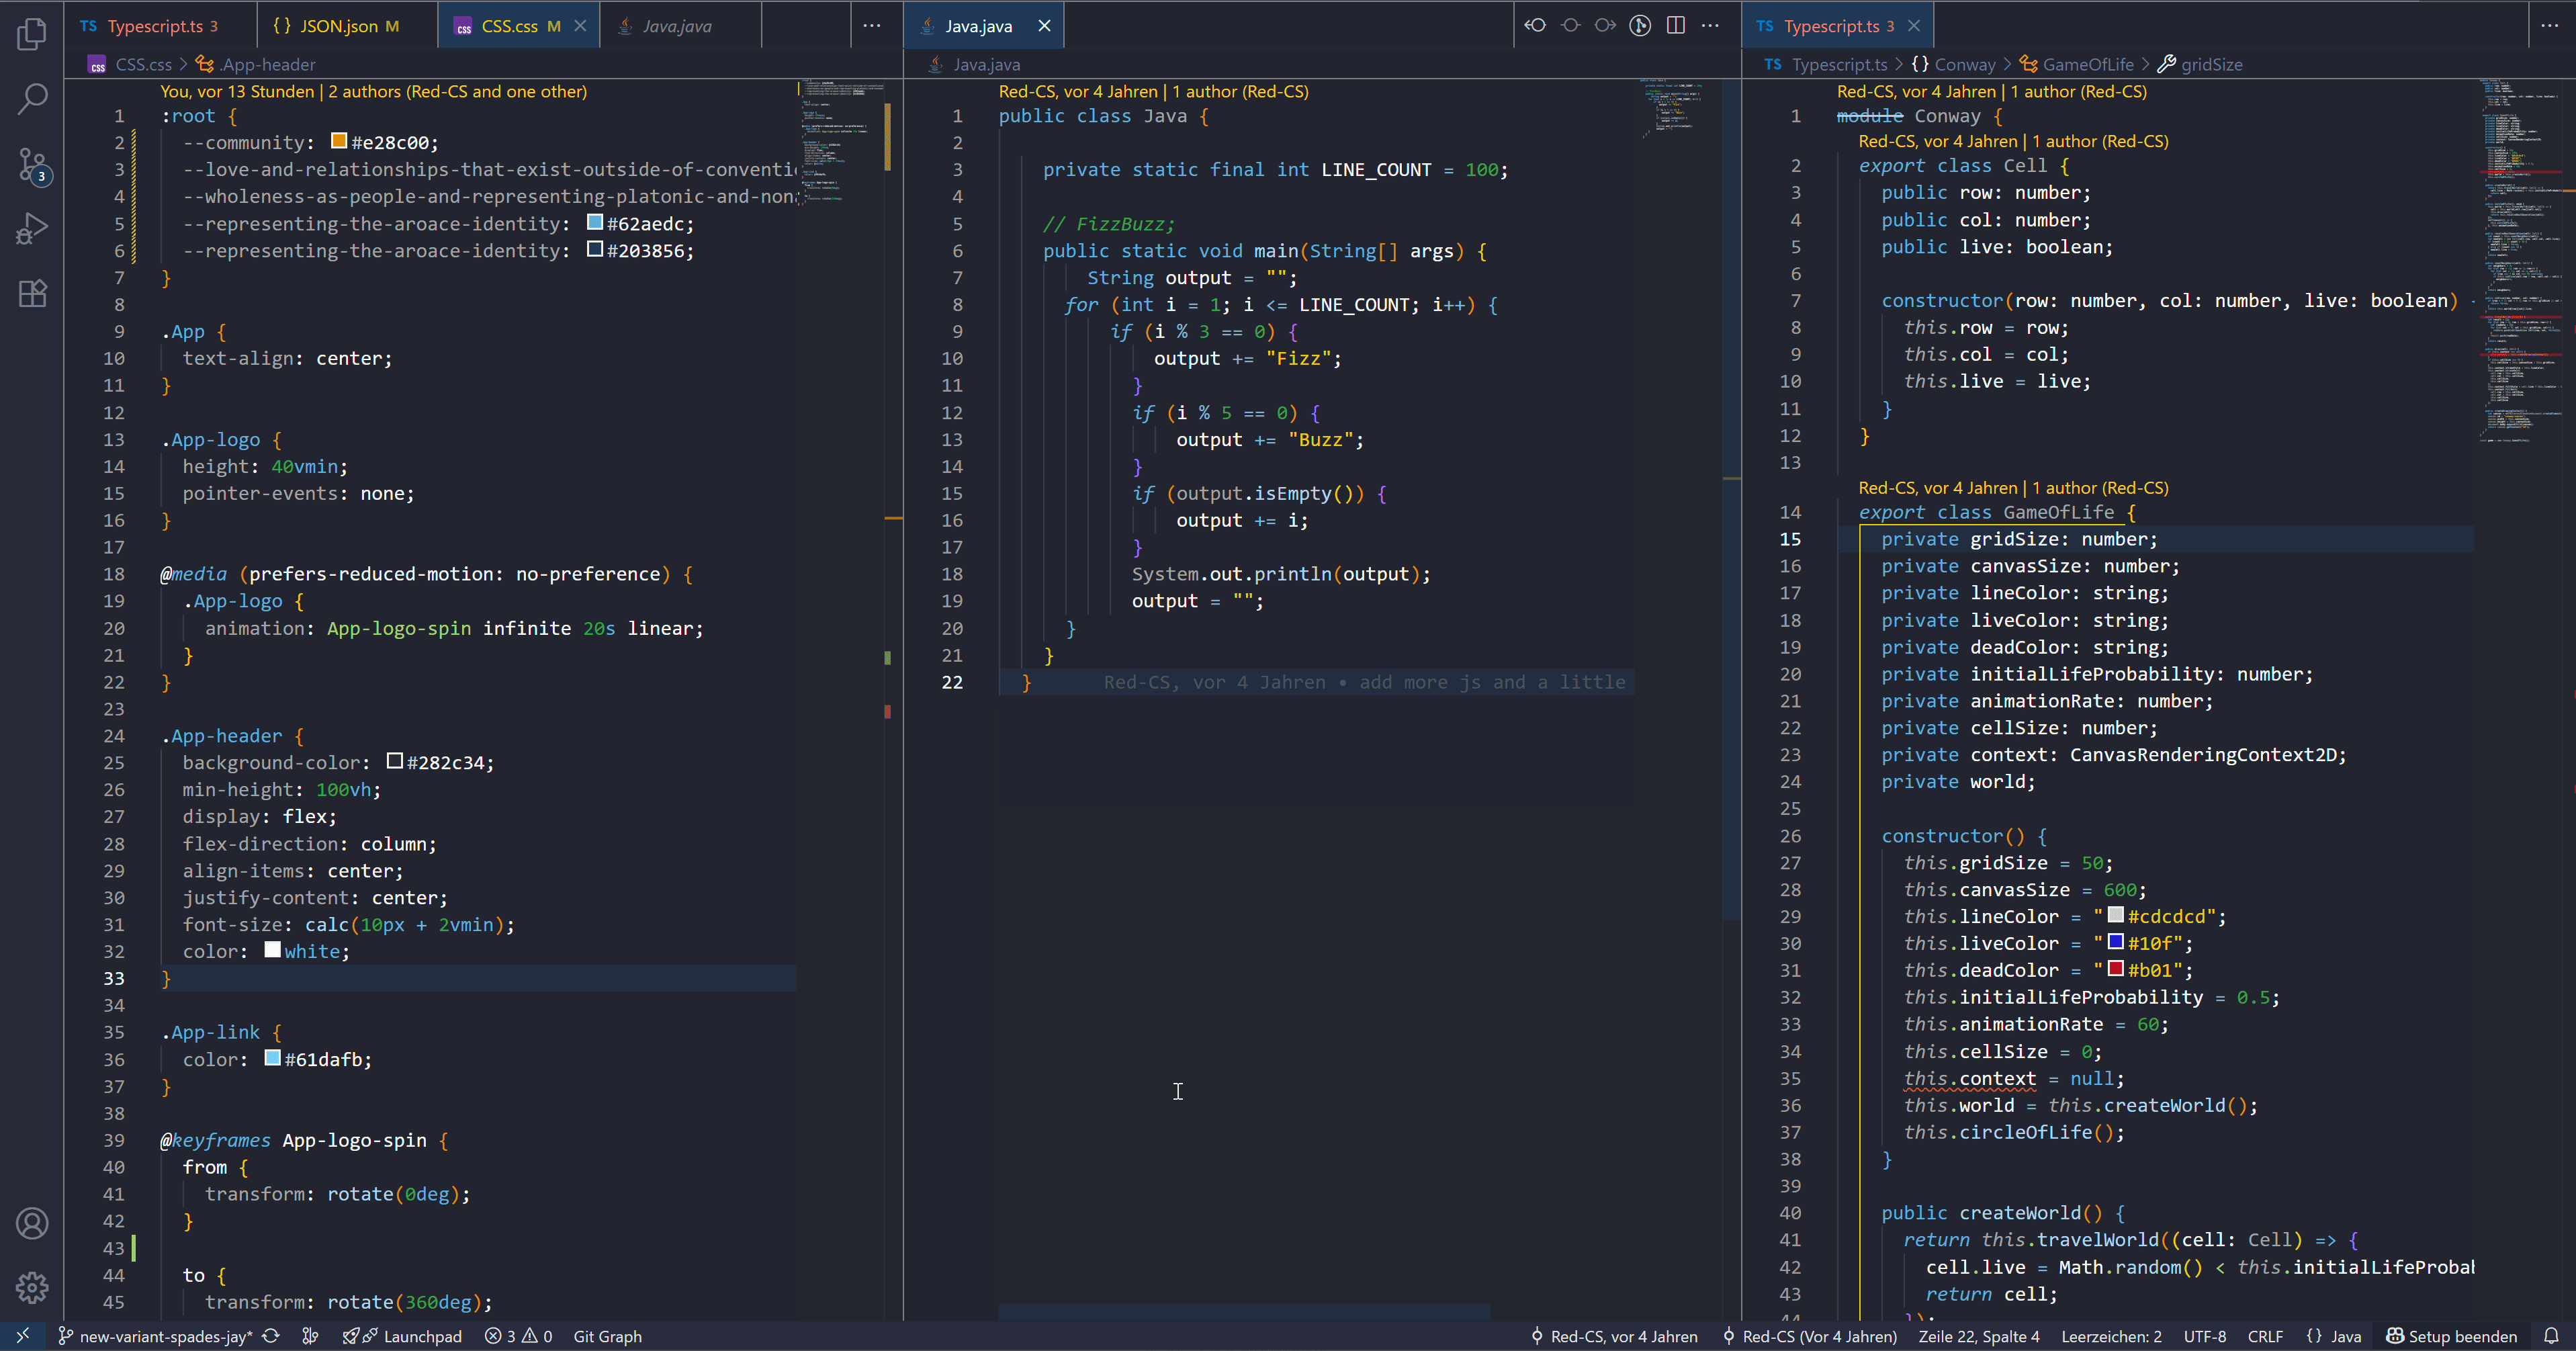 TS Typescript.ts 3
{} JSON.json M
CSS CSS.css M
Java.java
CSS CSS.css > .App-header
You, vor 13 Stunden | 2 authors (Red-CS and one other)
1 :root {
2 --community: #e28c00;
3 --love-and-relationships-that-exist-outside-of-conventi
4 --wholeness-as-people-and-representing-platonic-and-non
5 --representing-the-aroace-identity: #62aedc;
6 --representing-the-aroace-identity: #203856;
7 }
8
9 .App {
10 text-align: center;
11 }
12
13 .App-logo {
14 height: 40vmin;
15 pointer-events: none;
16 }
17
18 @media (prefers-reduced-motion: no-preference) {
19 .App-logo {
20 animation: App-logo-spin infinite 20s linear;
21 }
22 }
23
24 .App-header {
25 background-color: #282c34;
26 min-height: 100vh;
27 display: flex;
28 flex-direction: column;
29 align-items: center;
30 justify-content: center;
31 font-size: calc(10px + 2vmin);
32 color: white;
33 }
34
35 .App-link {
36 color: #61dafb;
37 }
38
39 @keyframes App-logo-spin {
40 from {
41 transform: rotate(0deg);
42 }
43
44 to {
45 transform: rotate(360deg);
Java.java
Java.java
Red-CS, vor 4 Jahren | 1 author (Red-CS)
1 public class Java {
2
3 private static final int LINE_COUNT = 100;
4
5 // FizzBuzz;
6 public static void main(String[] args) {
7 String output = "";
8 for (int i = 1; i <= LINE_COUNT; i++) {
9 if (i % 3 == 0) {
10 output += "Fizz";
11 }
12 if (i % 5 == 0) {
13 output += "Buzz";
14 }
15 if (output.isEmpty()) {
16 output += i;
17 }
18 System.out.println(output);
19 output = "";
20 }
21 }
22 } Red-CS, vor 4 Jahren • add more js and a little
TS Typescript.ts 3
TS Typescript.ts > {} Conway > GameOfLife > gridSize
Red-CS, vor 4 Jahren | 1 author (Red-CS)
1 module Conway {
Red-CS, vor 4 Jahren | 1 author (Red-CS)
2 export class Cell {
3 public row: number;
4 public col: number;
5 public live: boolean;
6
7 constructor(row: number, col: number, live: boolean)
8 this.row = row;
9 this.col = col;
10 this.live = live;
11 }
12 }
13
Red-CS, vor 4 Jahren | 1 author (Red-CS)
14 export class GameOfLife {
15 private gridSize: number;
16 private canvasSize: number;
17 private lineColor: string;
18 private liveColor: string;
19 private deadColor: string;
20 private initialLifeProbability: number;
21 private animationRate: number;
22 private cellSize: number;
23 private context: CanvasRenderingContext2D;
24 private world;
25
26 constructor() {
27 this.gridSize = 50;
28 this.canvasSize = 600;
29 this.lineColor = "#cdcdcd";
30 this.liveColor = "#10f";
31 this.deadColor = "#b01";
32 this.initialLifeProbability = 0.5;
33 this.animationRate = 60;
34 this.cellSize = 0;
35 this.context = null;
36 this.world = this.createWorld();
37 this.circleOfLife();
38 }
39
40 public createWorld() {
41 return this.travelWorld((cell: Cell) => {
42 cell.live = Math.random() < this.initialLifeProbab
43 return cell;
44 });
3
new-variant-spades-jay* Launchpad 3 0 Git Graph
Red-CS, vor 4 Jahren Red-CS (Vor 4 Jahren) Zeile 22, Spalte 4 Leerzeichen: 2 UTF-8 CRLF {} Java Setup beenden